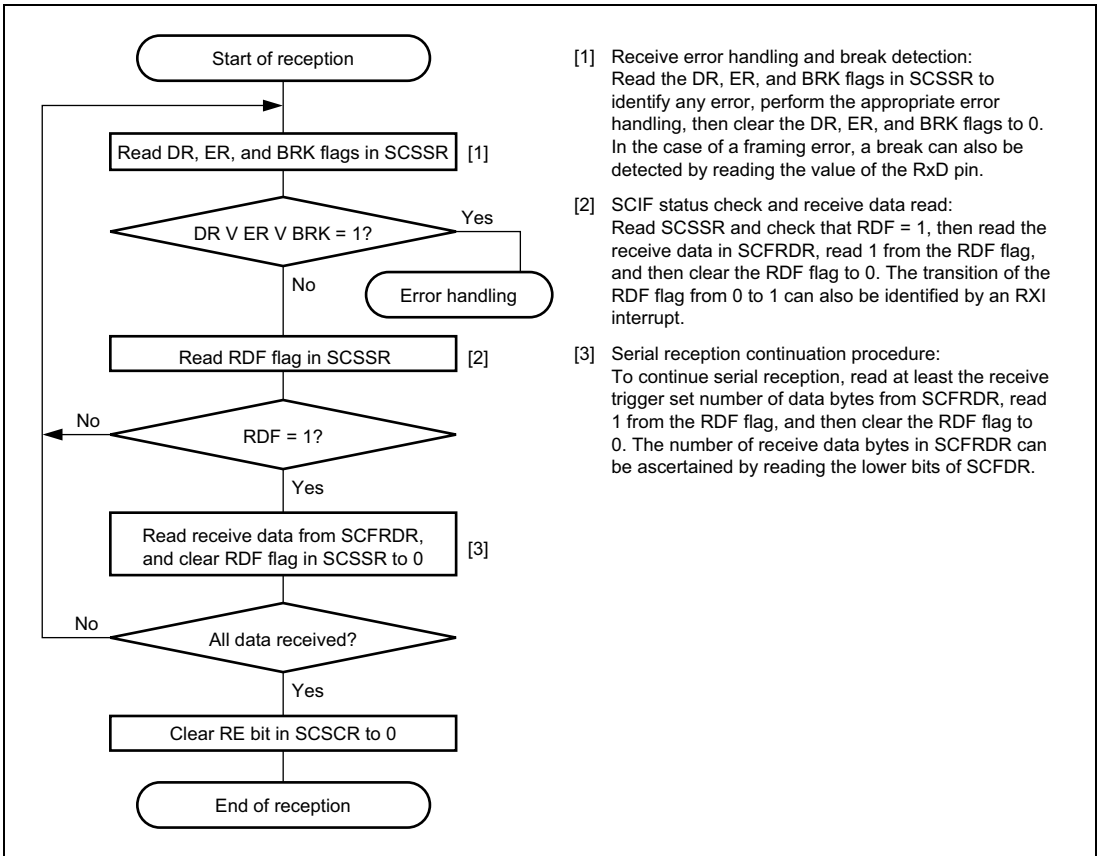 Start of reception
Read DR, ER, and BRK flags in SCSSR [1]
DR V ER V BRK = 1?
Yes
No
Error handling
Read RDF flag in SCSSR [2]
No
RDF = 1?
Yes
Read receive data from SCFRDR,
and clear RDF flag in SCSSR to 0
[3]
No
All data received?
Yes
Clear RE bit in SCSCR to 0
End of reception
[1] Receive error handling and break detection:
Read the DR, ER, and BRK flags in SCSSR to
identify any error, perform the appropriate error
handling, then clear the DR, ER, and BRK flags to 0.
In the case of a framing error, a break can also be
detected by reading the value of the RxD pin.
[2] SCIF status check and receive data read:
Read SCSSR and check that RDF = 1, then read the
receive data in SCFRDR, read 1 from the RDF flag,
and then clear the RDF flag to 0. The transition of the
RDF flag from 0 to 1 can also be identified by an RXI
interrupt.
[3] Serial reception continuation procedure:
To continue serial reception, read at least the receive
trigger set number of data bytes from SCFRDR, read
1 from the RDF flag, and then clear the RDF flag to
0. The number of receive data bytes in SCFRDR can
be ascertained by reading the lower bits of SCFDR.